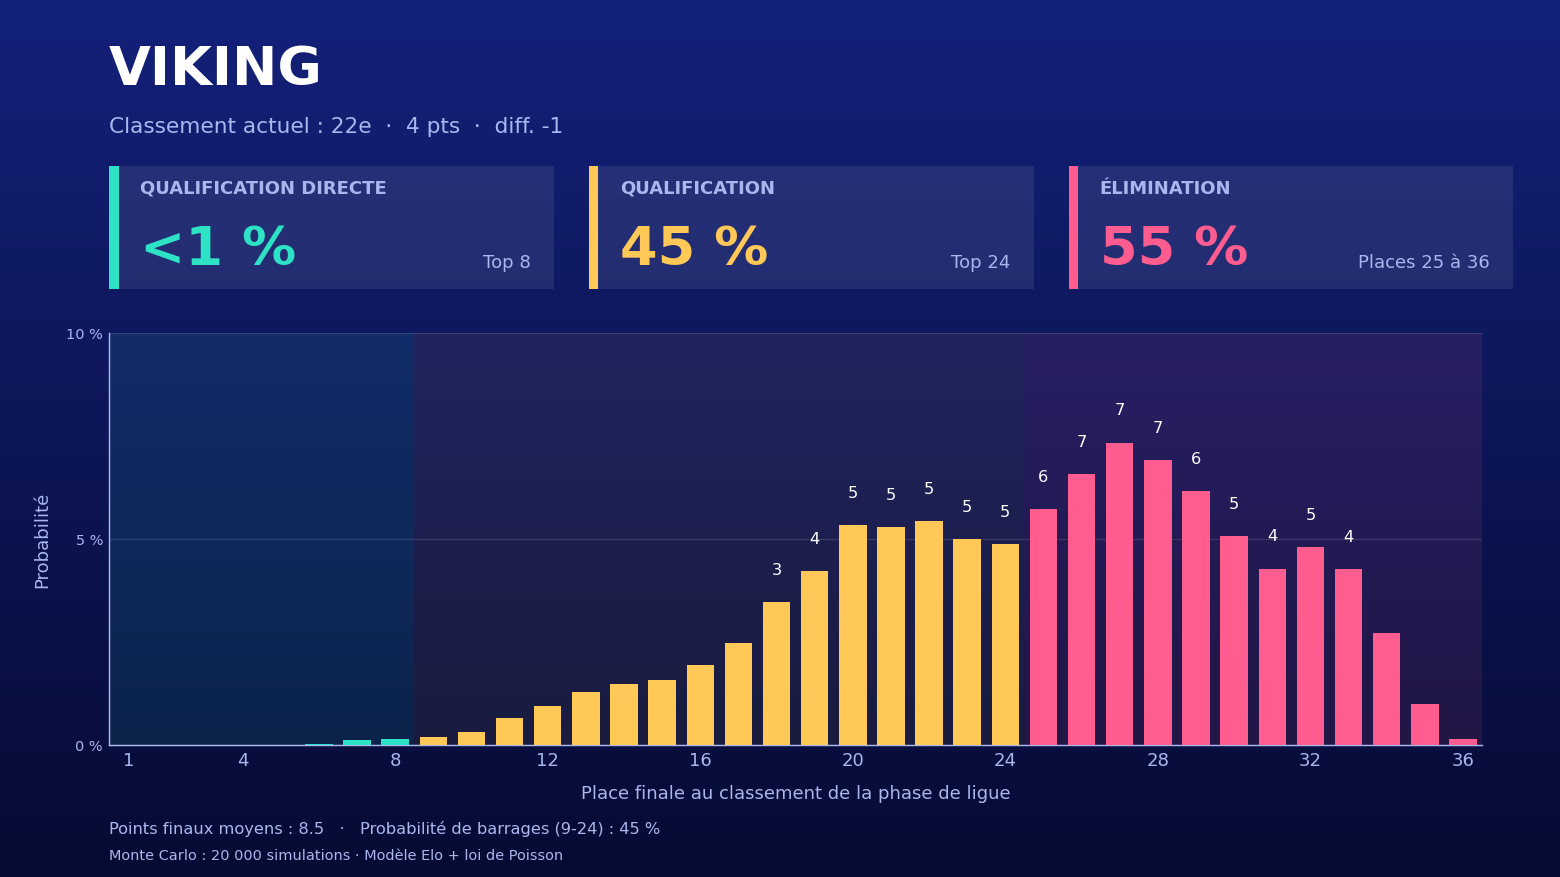 VIKING
Classement actuel : 22e · 4 pts · diff. -1
QUALIFICATION DIRECTE
<1 %
Top 8
QUALIFICATION
45 %
Top 24
ÉLIMINATION
55 %
Places 25 à 36
10 %
5 %
0 %
Probabilité
3 4 5 5 5 5 5 6 7 7 7 6 5 4 5 4
1 4 8 12 16 20 24 28 32 36
Place finale au classement de la phase de ligue
Points finaux moyens : 8.5 · Probabilité de barrages (9-24) : 45 %
Monte Carlo : 20 000 simulations · Modèle Elo + loi de Poisson